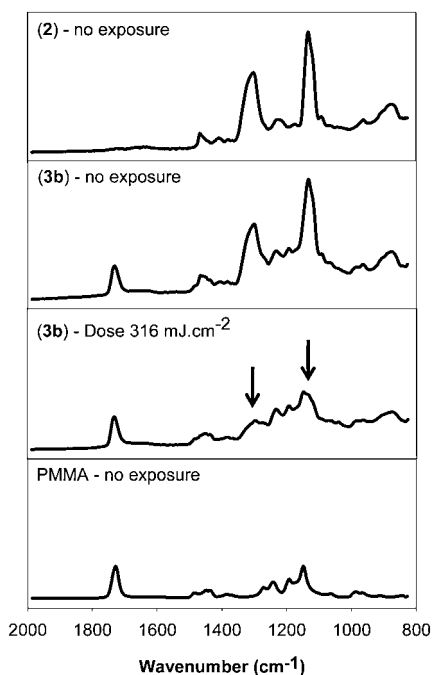 (2) - no exposure
(3b) - no exposure
(3b) - Dose 316 mJ.cm-2
PMMA - no exposure
2000 1800 1600 1400 1200 1000 800
Wavenumber (cm-1)